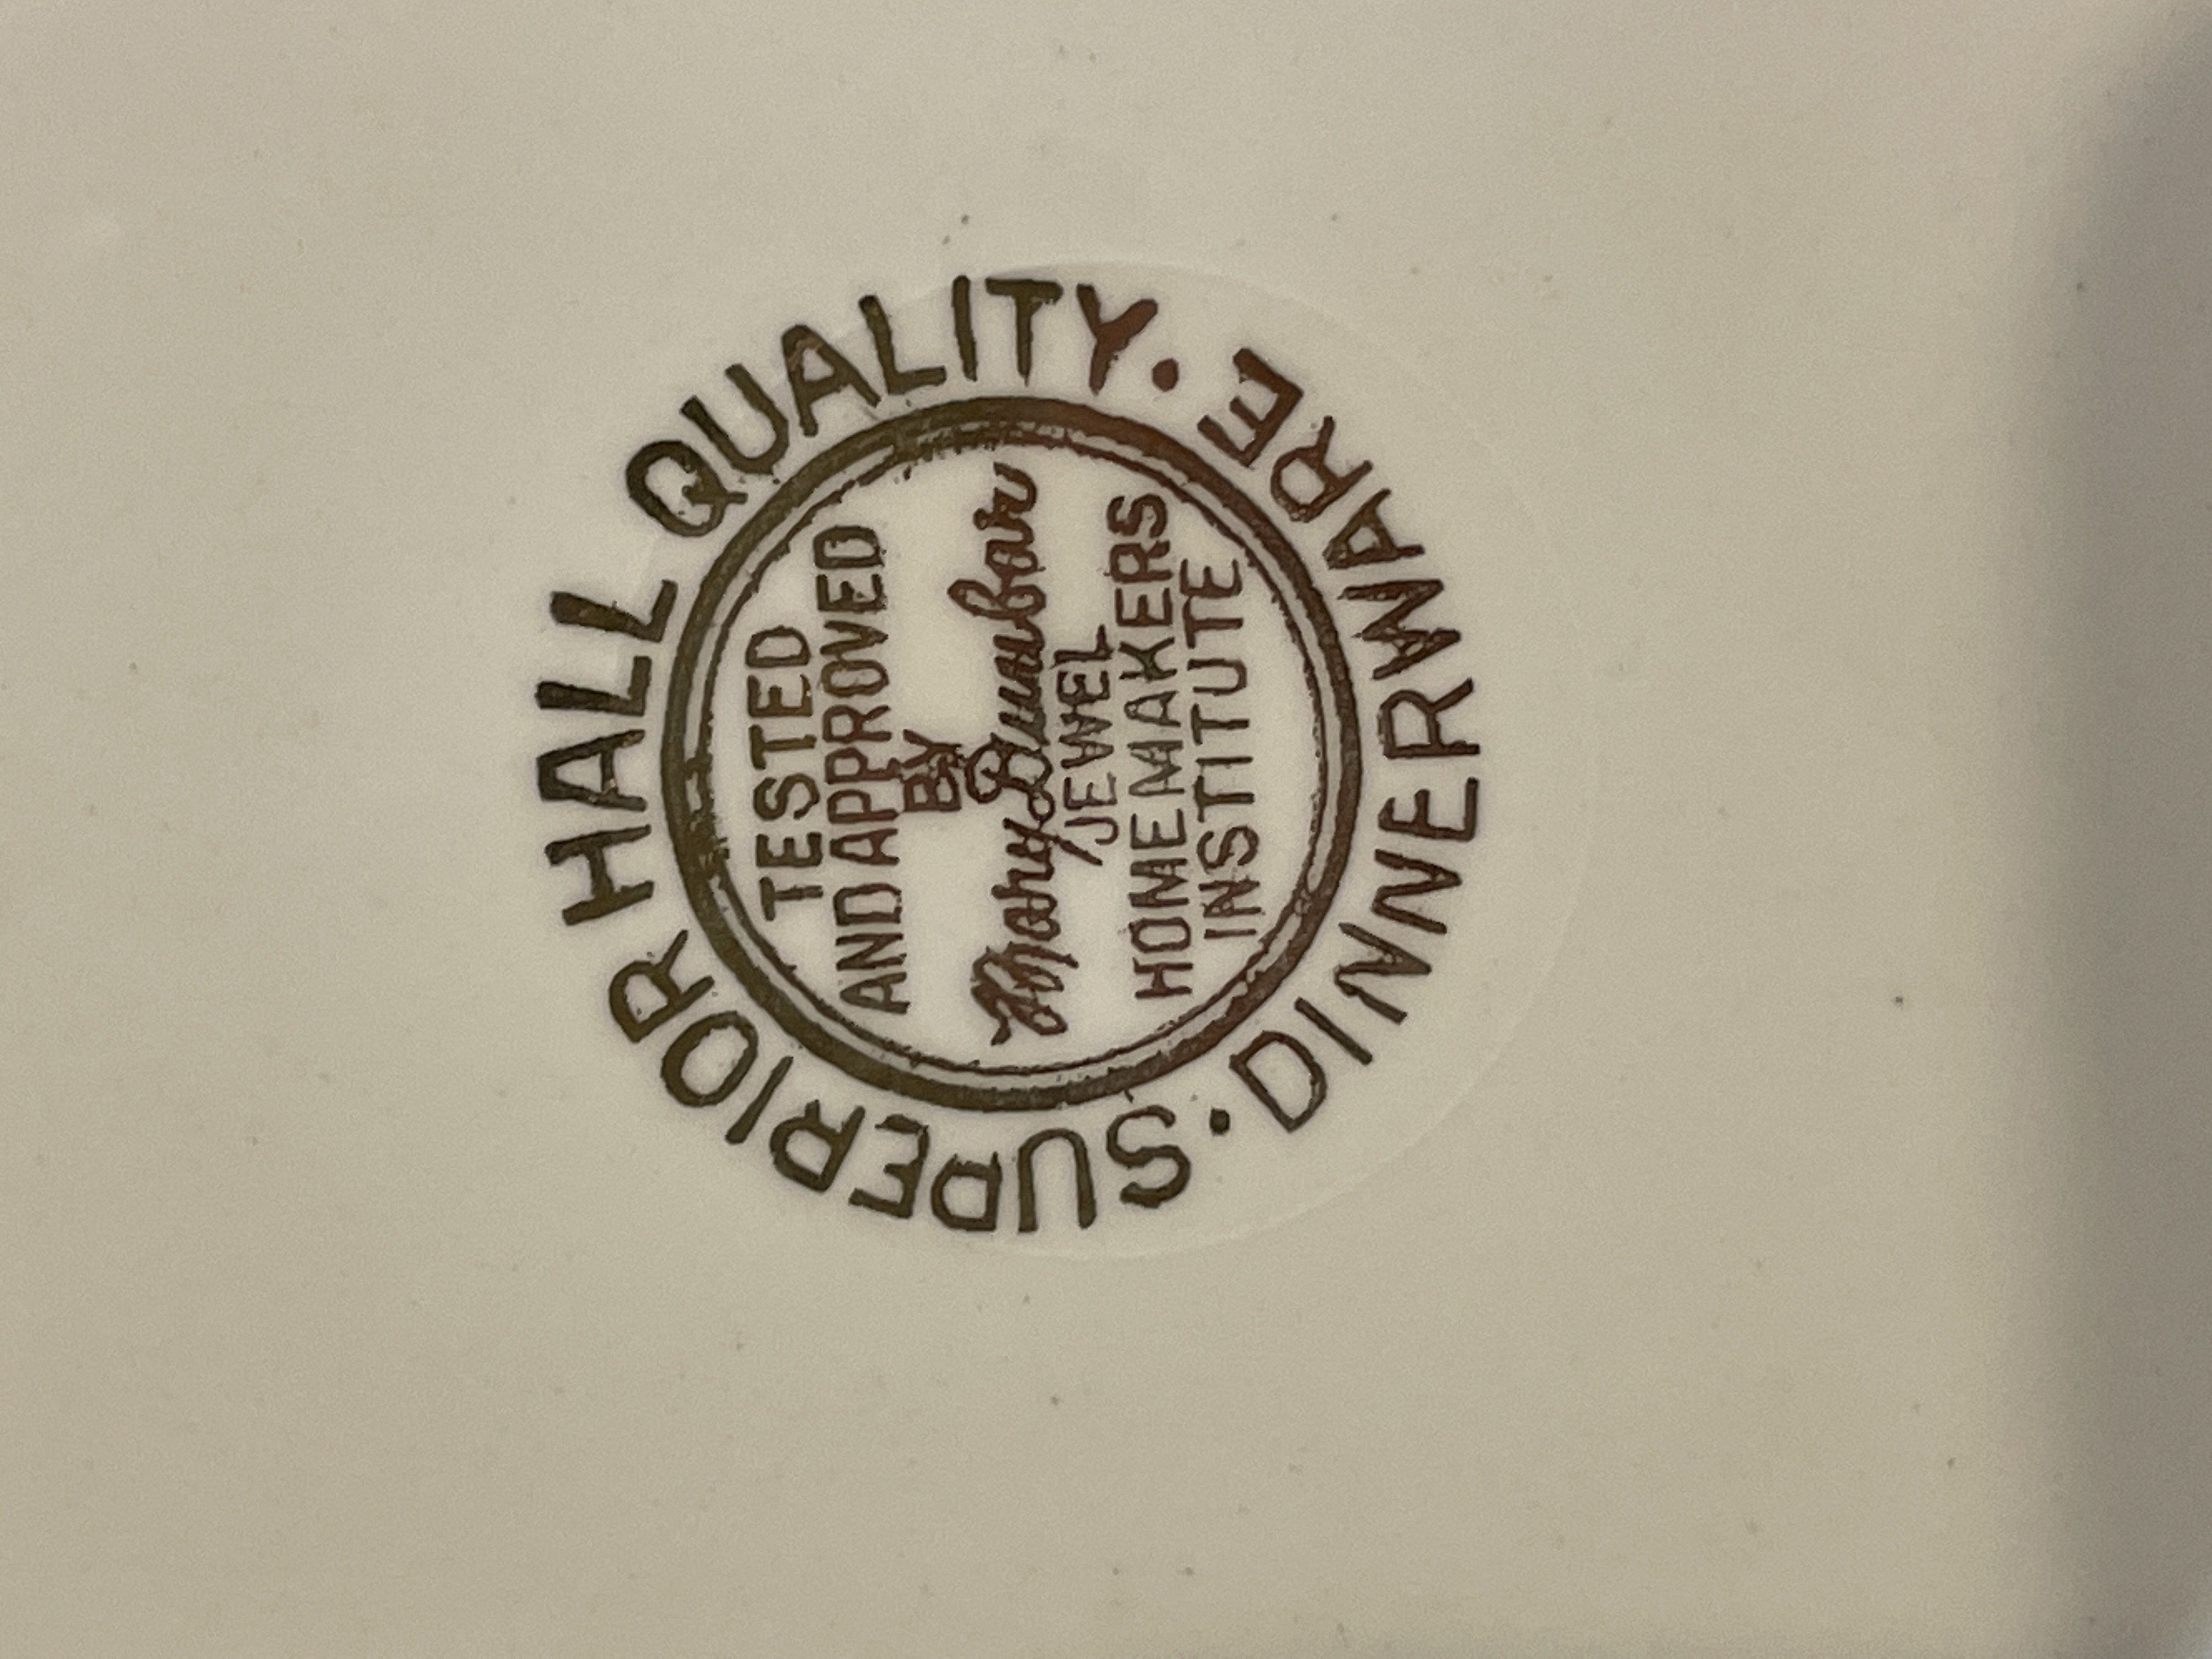 SUPERIOR HALL QUALITY • DINNERWARE •
TESTED
AND APPROVED
BY
Mary Dunbar
JEWEL
HOMEMAKERS
INSTITUTE